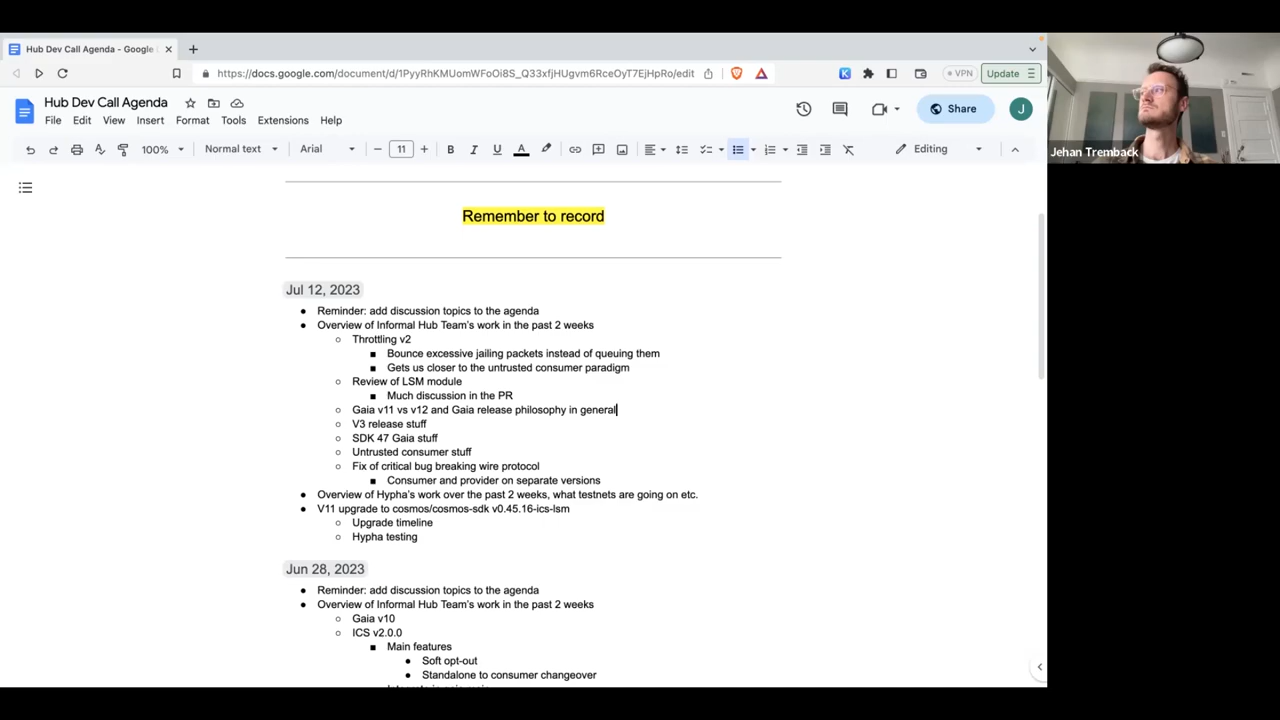 Hub Dev Call Agenda - Google
https://docs.google.com/document/d/1PyyRhKMUomWFoOi8S_Q33xfjHUgvm6RceOyT7EjHpRo/edit
VPN
Update
Hub Dev Call Agenda
File Edit View Insert Format Tools Extensions Help
Share
J
100% Normal text Arial 11 Editing
Jehan Tremback
Remember to record
Jul 12, 2023
Reminder: add discussion topics to the agenda
Overview of Informal Hub Team's work in the past 2 weeks
Throttling v2
Bounce excessive jailing packets instead of queuing them
Gets us closer to the untrusted consumer paradigm
Review of LSM module
Much discussion in the PR
Gaia v11 vs v12 and Gaia release philosophy in general
V3 release stuff
SDK 47 Gaia stuff
Untrusted consumer stuff
Fix of critical bug breaking wire protocol
Consumer and provider on separate versions
Overview of Hypha's work over the past 2 weeks, what testnets are going on etc.
V11 upgrade to cosmos/cosmos-sdk v0.45.16-ics-lsm
Upgrade timeline
Hypha testing
Jun 28, 2023
Reminder: add discussion topics to the agenda
Overview of Informal Hub Team's work in the past 2 weeks
Gaia v10
ICS v2.0.0
Main features
Soft opt-out
Standalone to consumer changeover